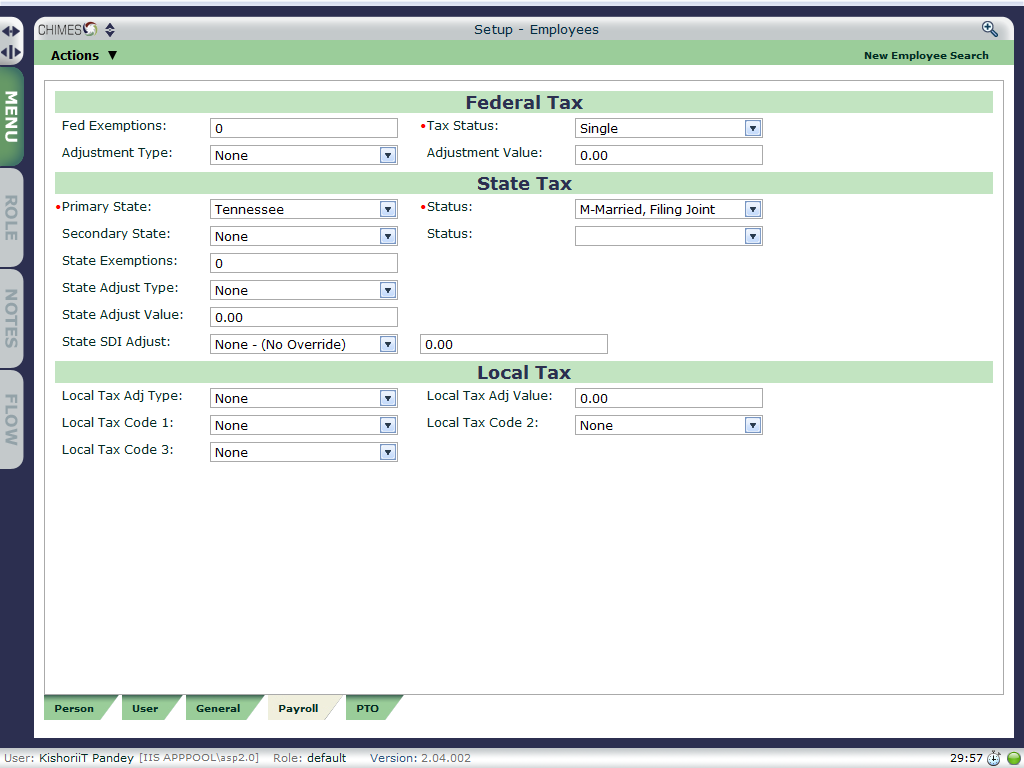 CHIMES
Setup - Employees
Actions ▼
New Employee Search
MENU
ROLE
NOTES
FLOW
Federal Tax
Fed Exemptions: 0 •Tax Status: Single
Adjustment Type: None Adjustment Value: 0.00
State Tax
•Primary State: Tennessee •Status: M-Married, Filing Joint
Secondary State: None Status:
State Exemptions: 0
State Adjust Type: None
State Adjust Value: 0.00
State SDI Adjust: None - (No Override) 0.00
Local Tax
Local Tax Adj Type: None Local Tax Adj Value: 0.00
Local Tax Code 1: None Local Tax Code 2: None
Local Tax Code 3: None
Person User General Payroll PTO
User: KishoriiT Pandey [IIS APPPOOL\asp2.0] Role: default Version: 2.04.002 29:57